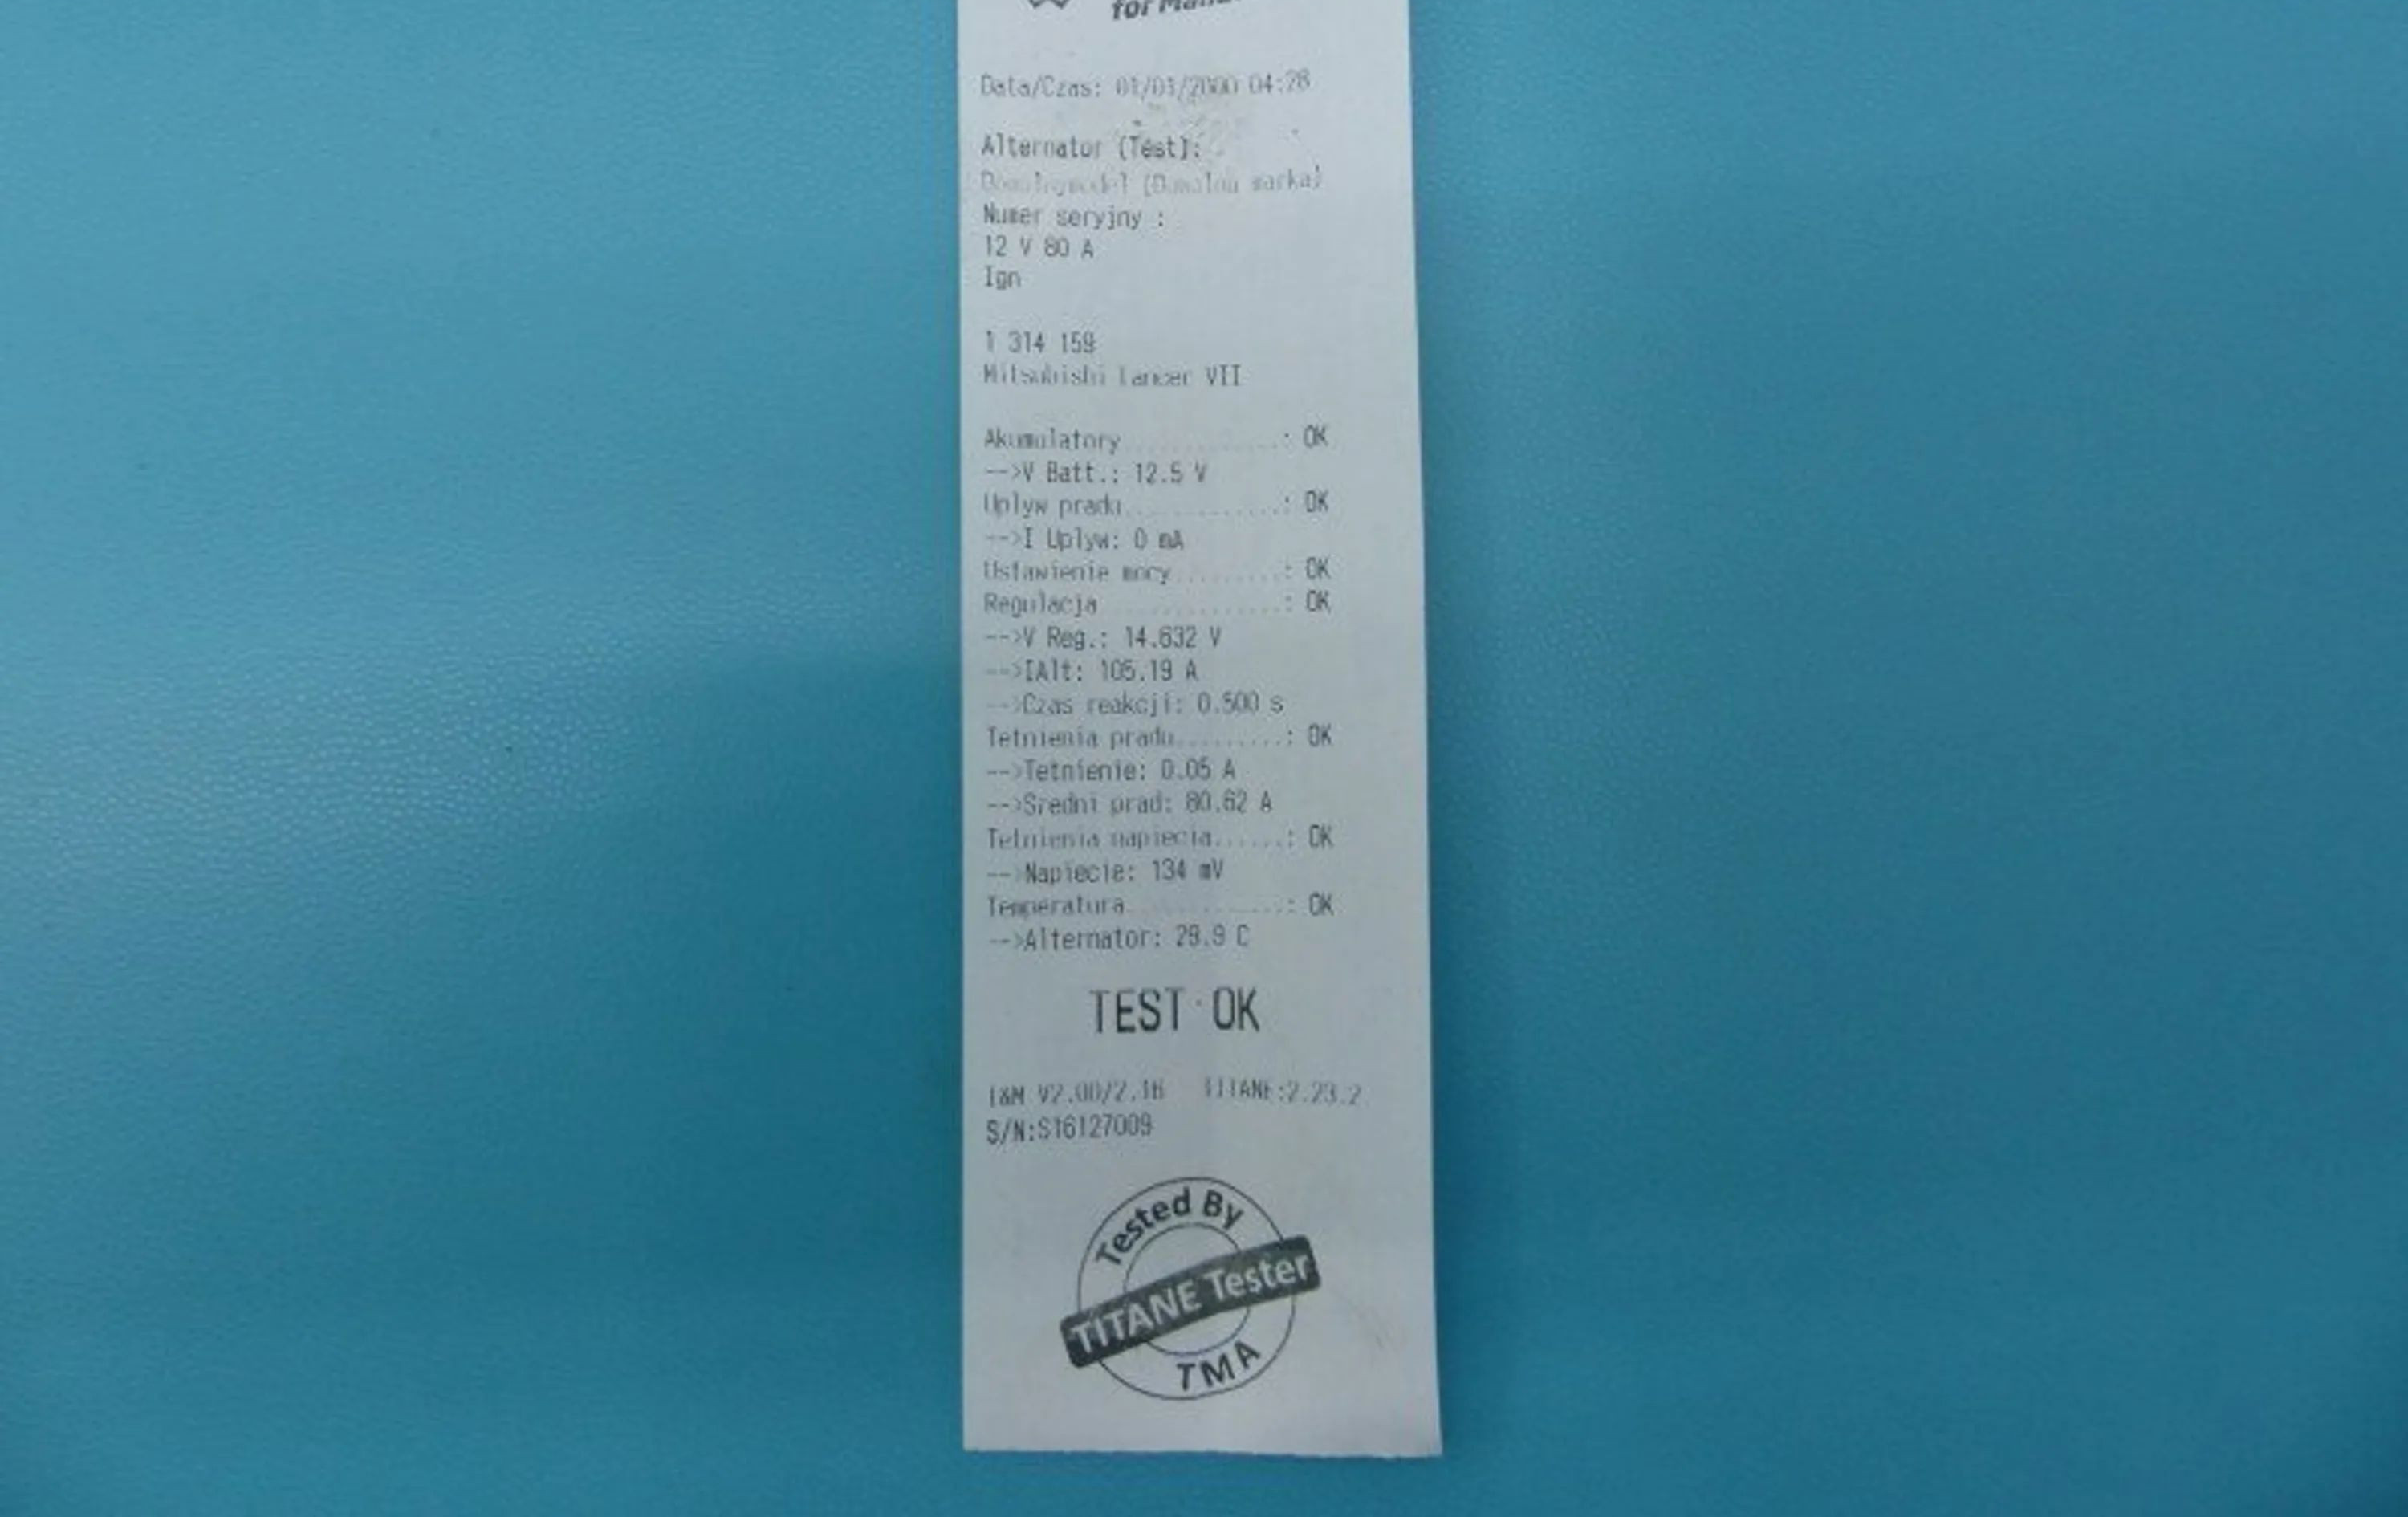 for
Data/Czas: 01/01/2000 04:28
Alternator (Test):
(Domalna marka)
Numer seryjny :
12 V 80 A
Ign
1 314 159
Mitsubishi Lancer VII
Akumulatory.............: OK
-->V Batt.: 12.5 V
Uplyw pradu.............: OK
-->I Uplyw: 0 mA
Ustawienie mocy.........: OK
Regulacja...............: OK
-->V Reg.: 14.632 V
-->IAlt: 105.19 A
-->Czas reakcji: 0.500 s
Tetnienia pradu.........: OK
-->Tetnienie: 0.05 A
-->Sredni prad: 80.62 A
Tetnienia napiecia......: OK
-->Napiecie: 134 mV
Temperatura.............: OK
-->Alternator: 29.9 C
TEST OK
I&M V2.00/2.16 TITANE:2.23.2
S/N:S16127009
Tested By
TITANE Tester
TMA